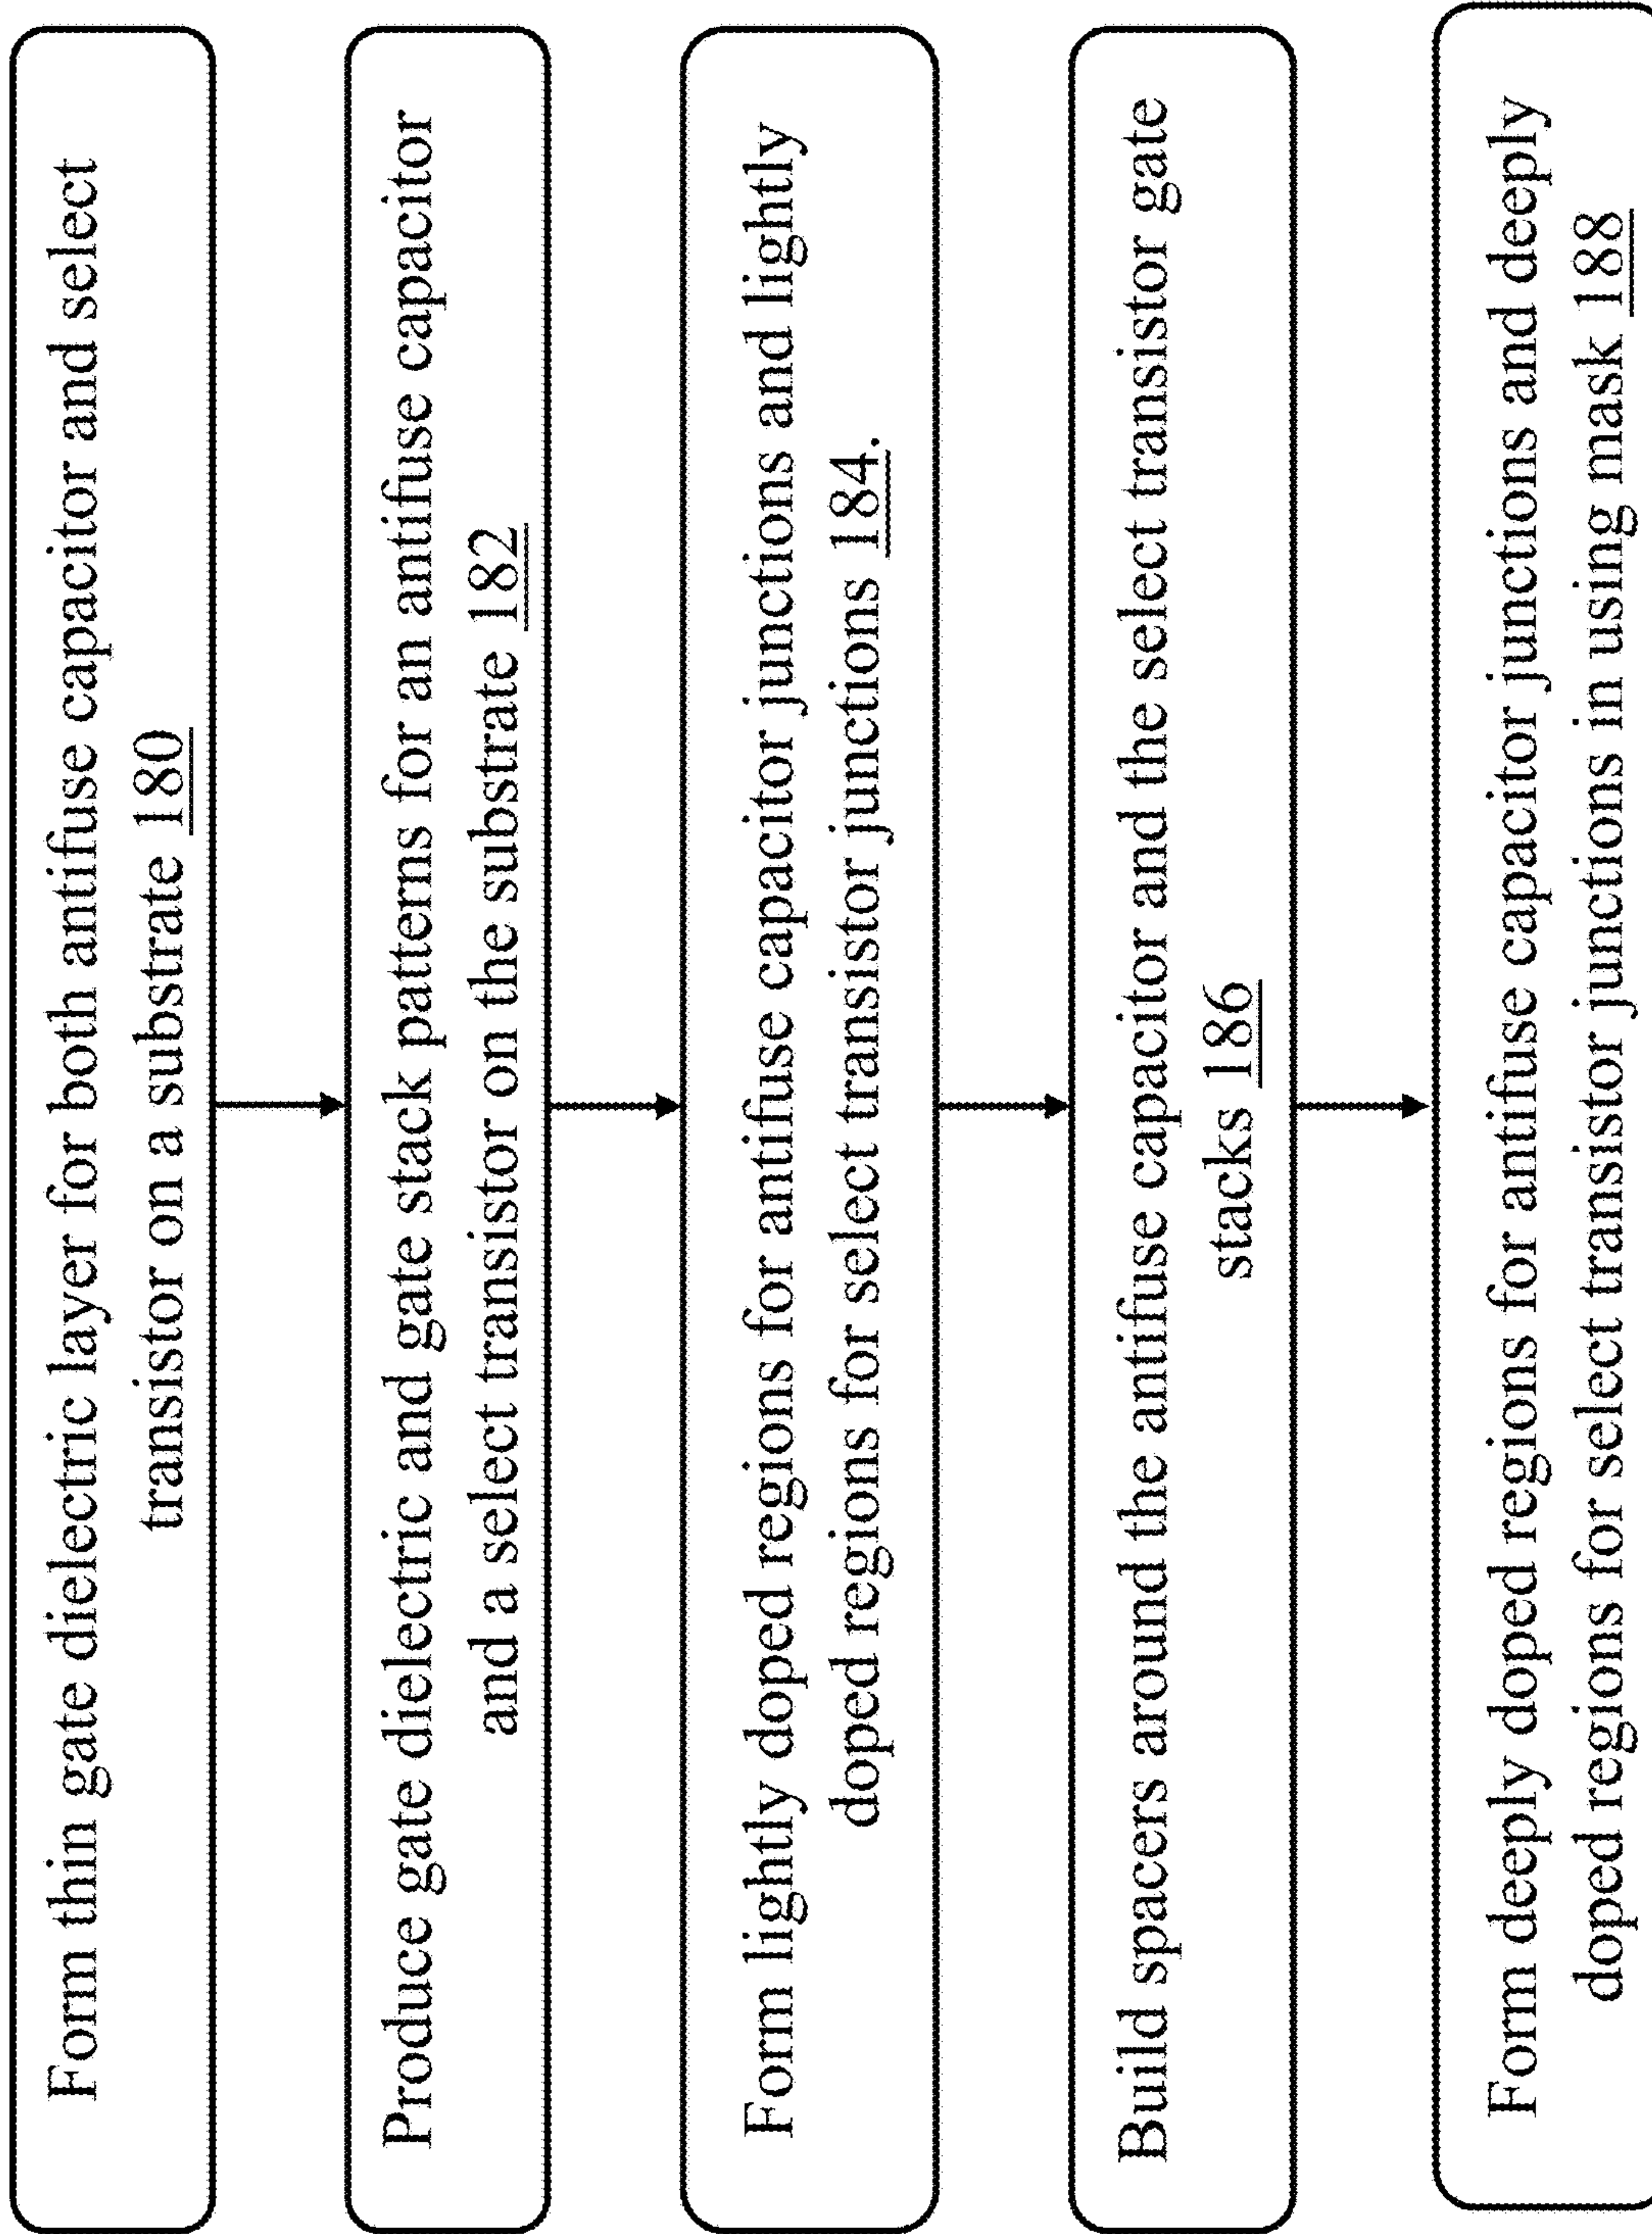 Form thin gate dielectric layer for both antifuse capacitor and select
transistor on a substrate 180
Produce gate dielectric and gate stack patterns for an antifuse capacitor
and a select transistor on the substrate 182
Form lightly doped regions for antifuse capacitor junctions and lightly
doped regions for select transistor junctions 184.
Build spacers around the antifuse capacitor and the select transistor gate
stacks 186
Form deeply doped regions for antifuse capacitor junctions and deeply
doped regions for select transistor junctions in using mask 188